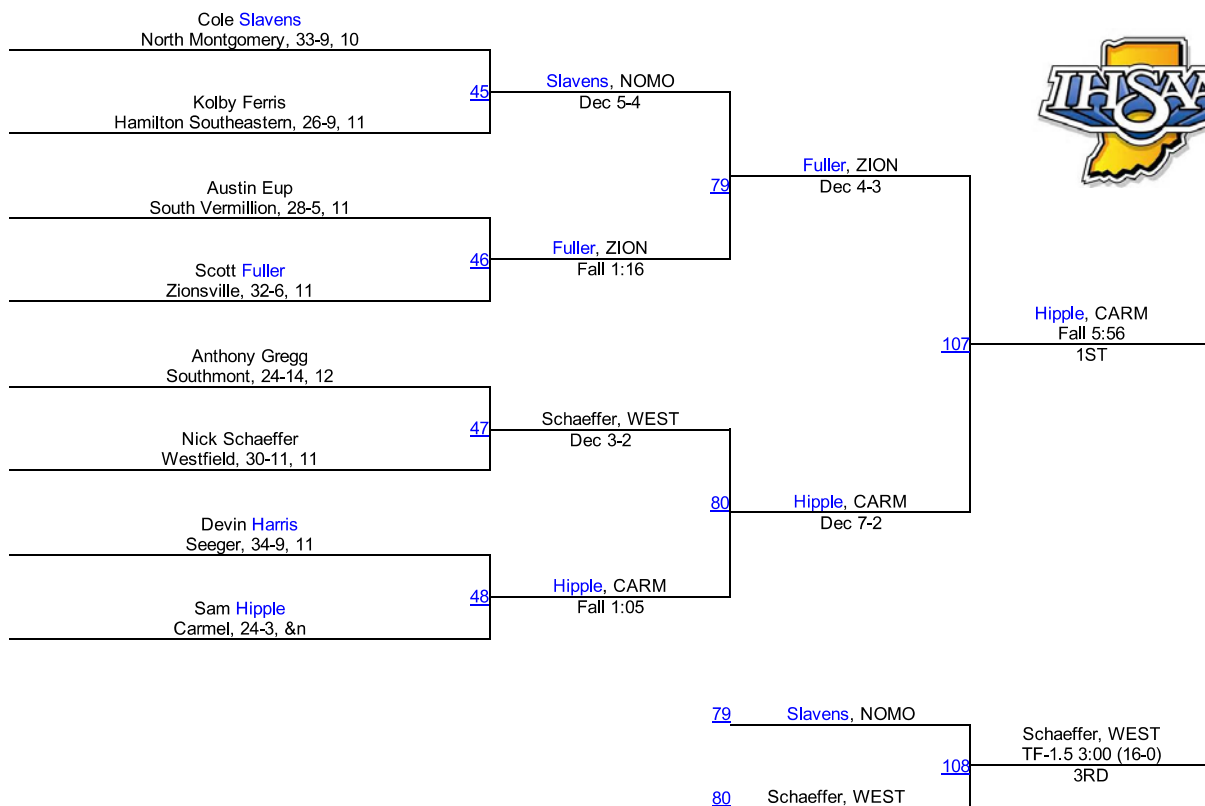 Cole Slavens
North Montgomery, 33-9, 10
45
Kolby Ferris
Hamilton Southeastern, 26-9, 11
Slavens, NOMO
Dec 5-4
Austin Eup
South Vermillion, 28-5, 11
46
Scott Fuller
Zionsville, 32-6, 11
Fuller, ZION
Fall 1:16
79
Fuller, ZION
Dec 4-3
Anthony Gregg
Southmont, 24-14, 12
47
Nick Schaeffer
Westfield, 30-11, 11
Schaeffer, WEST
Dec 3-2
Devin Harris
Seeger, 34-9, 11
48
Sam Hipple
Carmel, 24-3, &n
Hipple, CARM
Fall 1:05
80
Hipple, CARM
Dec 7-2
107
Hipple, CARM
Fall 5:56
1ST
IHSAA
79
Slavens, NOMO
108
80
Schaeffer, WEST
Schaeffer, WEST
TF-1.5 3:00 (16-0)
3RD